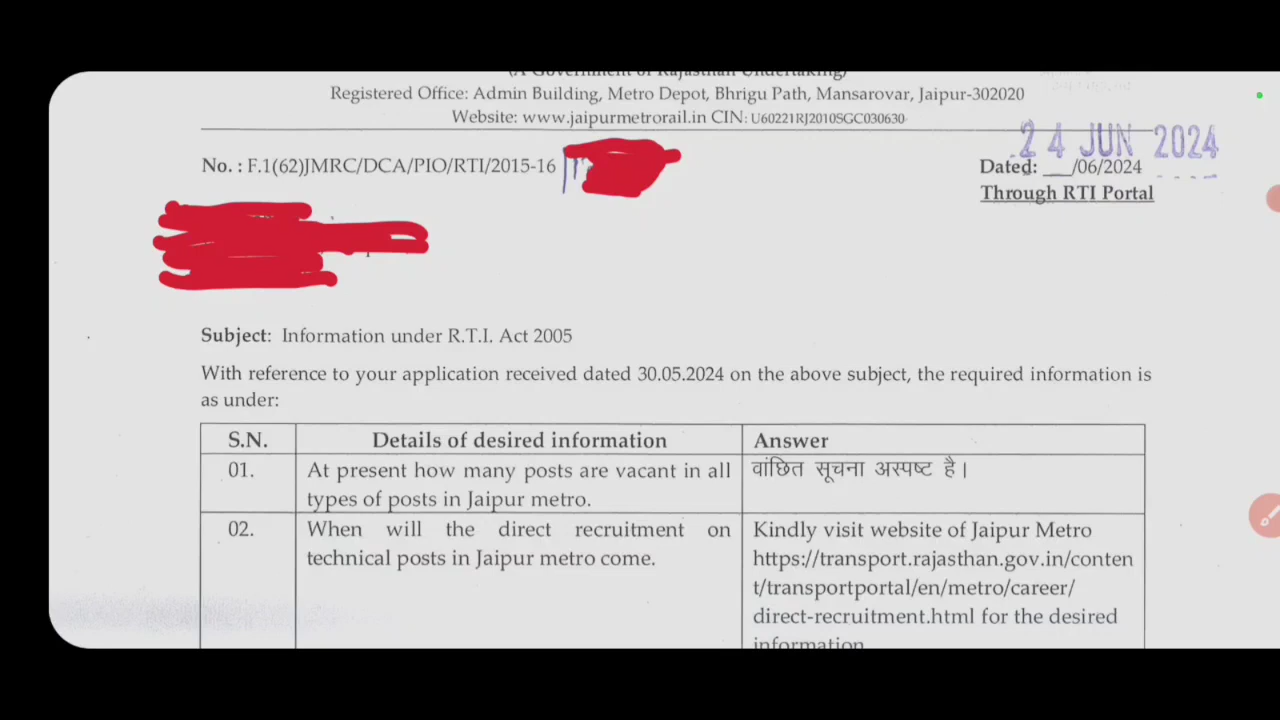 (A Government of Rajasthan Undertaking)
Registered Office: Admin Building, Metro Depot, Bhrigu Path, Mansarovar, Jaipur-302020
Website: www.jaipurmetrorail.in CIN: U60221RJ2010SGC030630
24 JUN 2024
No. : F.1(62)JMRC/DCA/PIO/RTI/2015-16
Dated: ___/06/2024
Through RTI Portal
Subject: Information under R.T.I. Act 2005
With reference to your application received dated 30.05.2024 on the above subject, the required information is
as under:
S.N. Details of desired information Answer
01. At present how many posts are vacant in all वांछित सूचना अस्पष्ट है।
types of posts in Jaipur metro.
02. When will the direct recruitment on Kindly visit website of Jaipur Metro
technical posts in Jaipur metro come. https://transport.rajasthan.gov.in/conten
t/transportportal/en/metro/career/
direct-recruitment.html for the desired
information